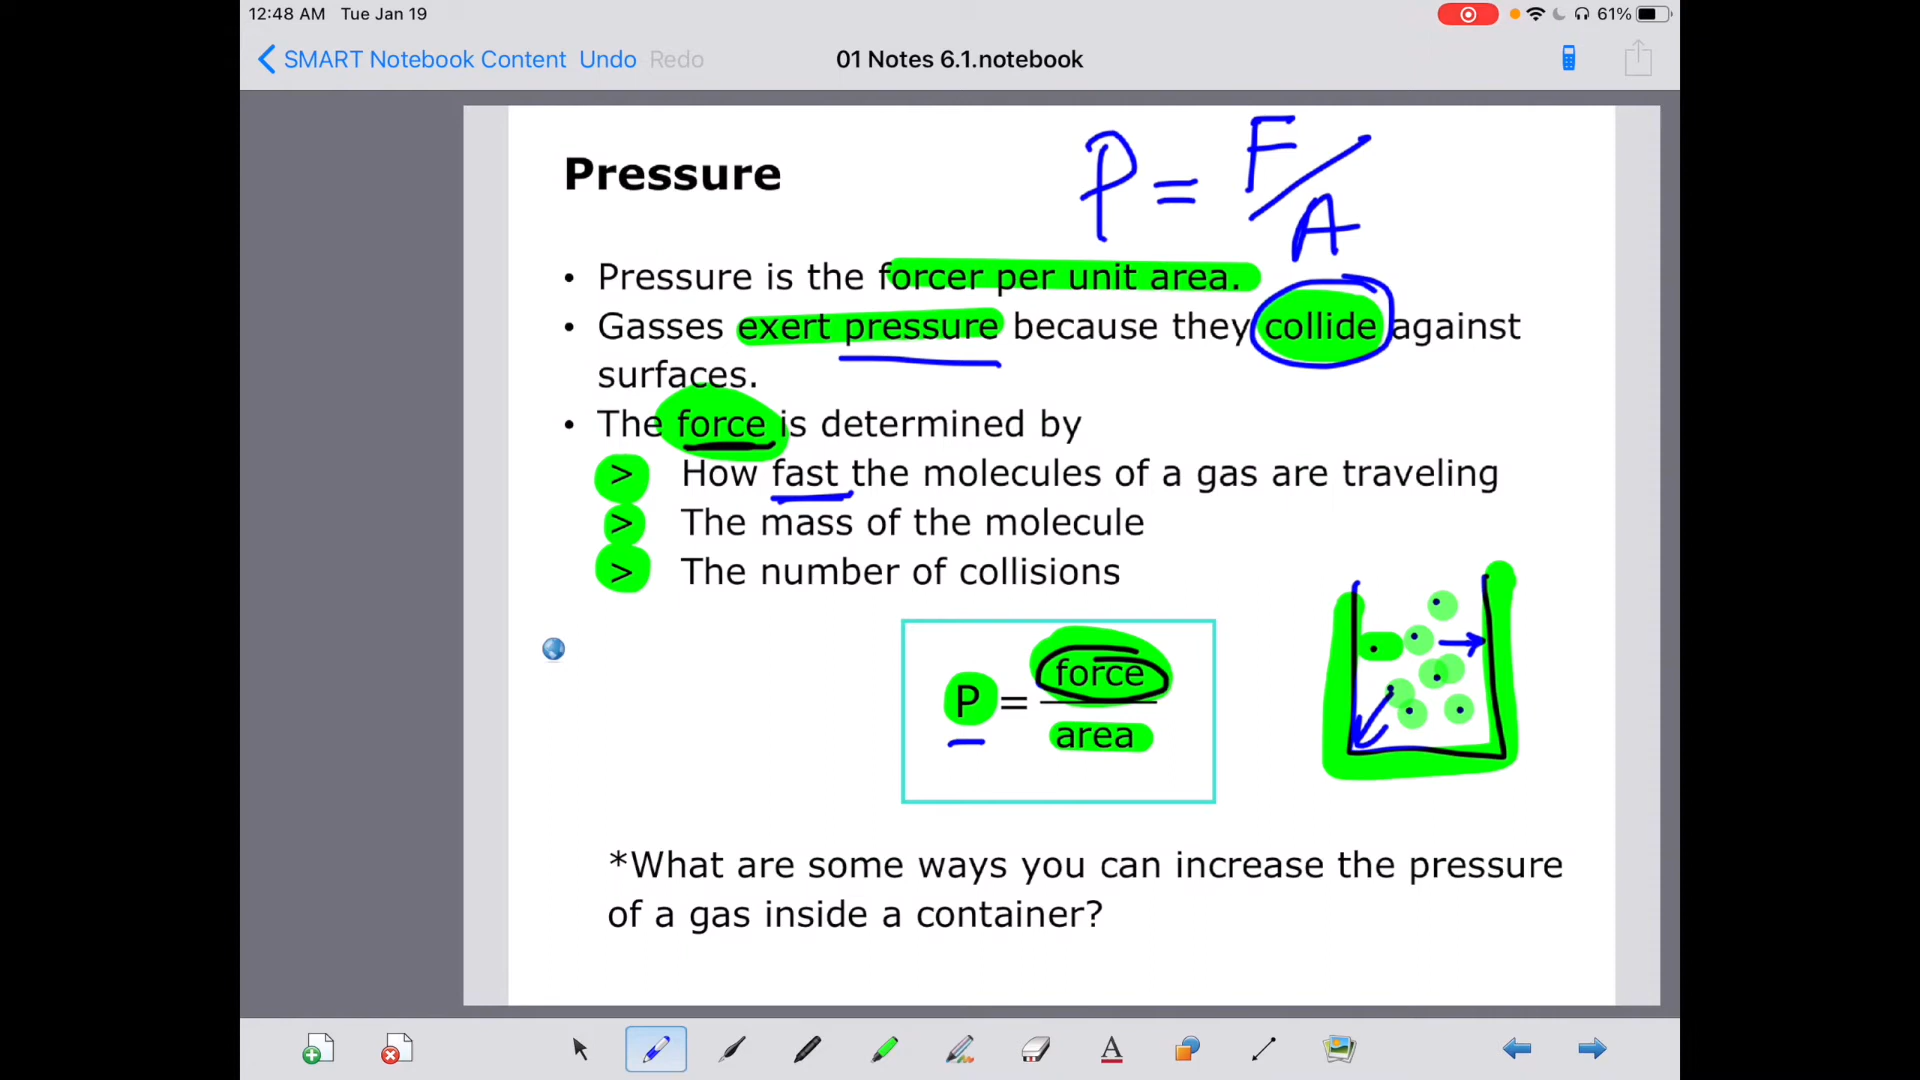 12:48 AM Tue Jan 19 61%
SMART Notebook Content Undo Redo 01 Notes 6.1.notebook
Pressure P = F/A
• Pressure is the forcer per unit area.
• Gasses exert pressure because they collide against
surfaces.
• The force is determined by
> How fast the molecules of a gas are traveling
> The mass of the molecule
> The number of collisions
force
P =
area
*What are some ways you can increase the pressure
of a gas inside a container?
A